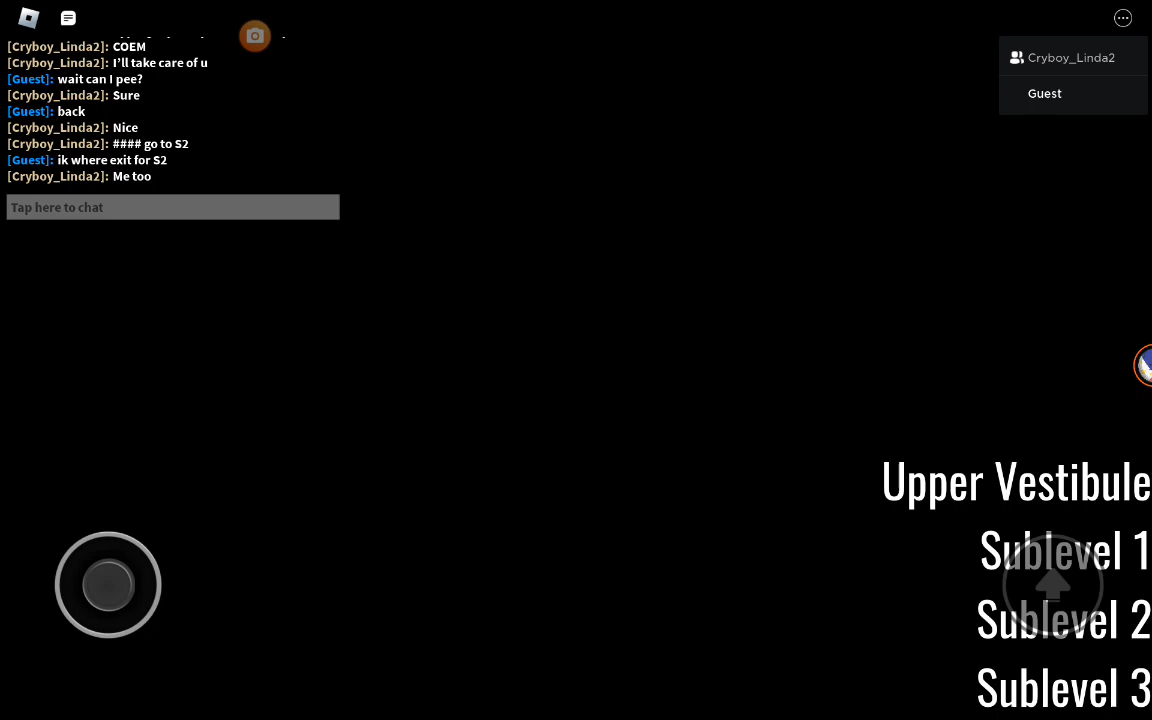 [Cryboy_Linda2]: COEM
[Cryboy_Linda2]: I'll take care of u
[Guest]: wait can I pee?
[Cryboy_Linda2]: Sure
[Guest]: back
[Cryboy_Linda2]: Nice
[Cryboy_Linda2]: #### go to S2
[Guest]: ik where exit for S2
[Cryboy_Linda2]: Me too
Tap here to chat
Cryboy_Linda2
Guest
Upper Vestibule
Sublevel 1
Sublevel 2
Sublevel 3